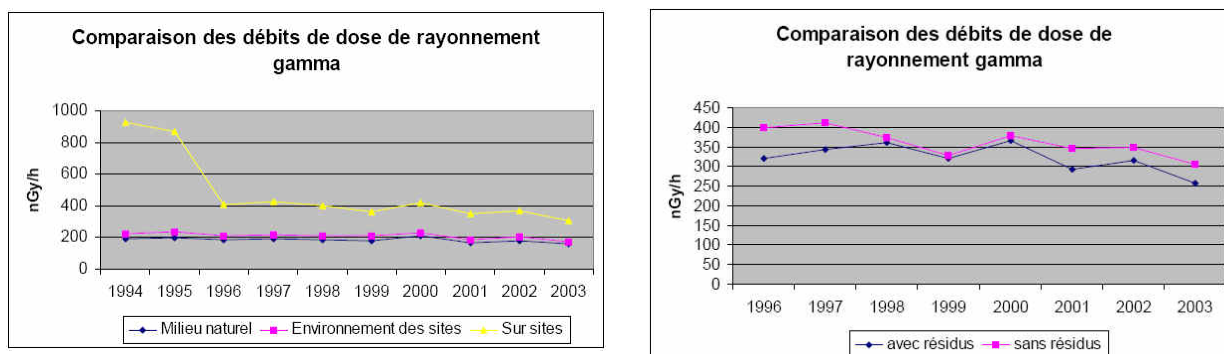 Comparaison des débits de dose de rayonnement
gamma
nGy/h
1000
800
600
400
200
0
1994 1995 1996 1997 1998 1999 2000 2001 2002 2003
Milieu naturel Environnement des sites Sur sites
Comparaison des débits de dose de
rayonnement gamma
nGy/h
450
400
350
300
250
200
150
100
50
0
1996 1997 1998 1999 2000 2001 2002 2003
avec résidus sans résidus